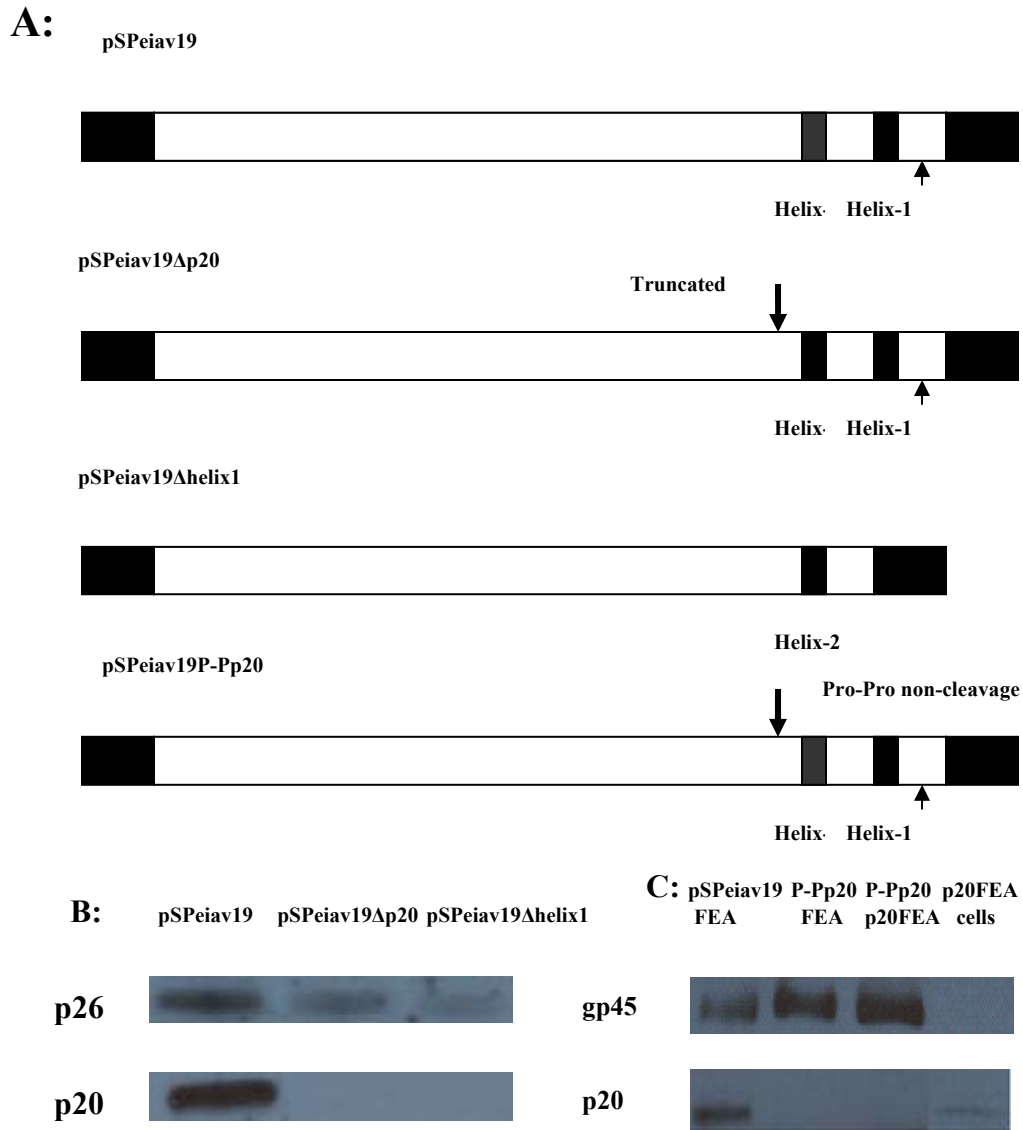 A:
pSPeiav19
Helix- Helix-1
pSPeiav19Δp20
Truncated
Helix- Helix-1
pSPeiav19Δhelix1
Helix-2
pSPeiav19P-Pp20
Pro-Pro non-cleavage
Helix- Helix-1
B: pSPeiav19 pSPeiav19Δp20 pSPeiav19Δhelix1
p26
p20
C: pSPeiav19 P-Pp20 P-Pp20 p20FEA
FEA FEA p20FEA cells
gp45
p20